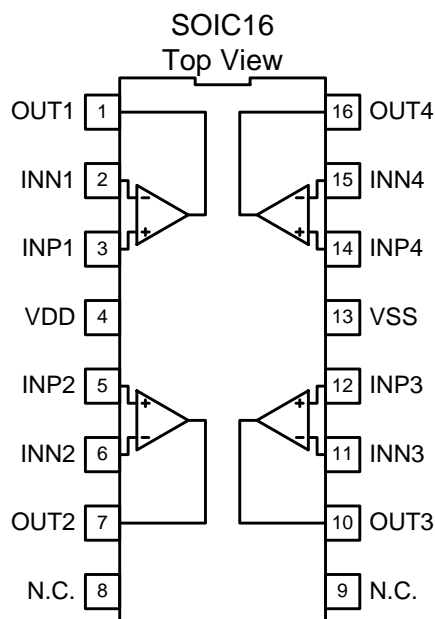 SOIC16
Top View
OUT1 1 16 OUT4
INN1 2 - - 15 INN4
INP1 3 + + 14 INP4
VDD 4 13 VSS
INP2 5 + + 12 INP3
INN2 6 - - 11 INN3
OUT2 7 10 OUT3
N.C. 8 9 N.C.